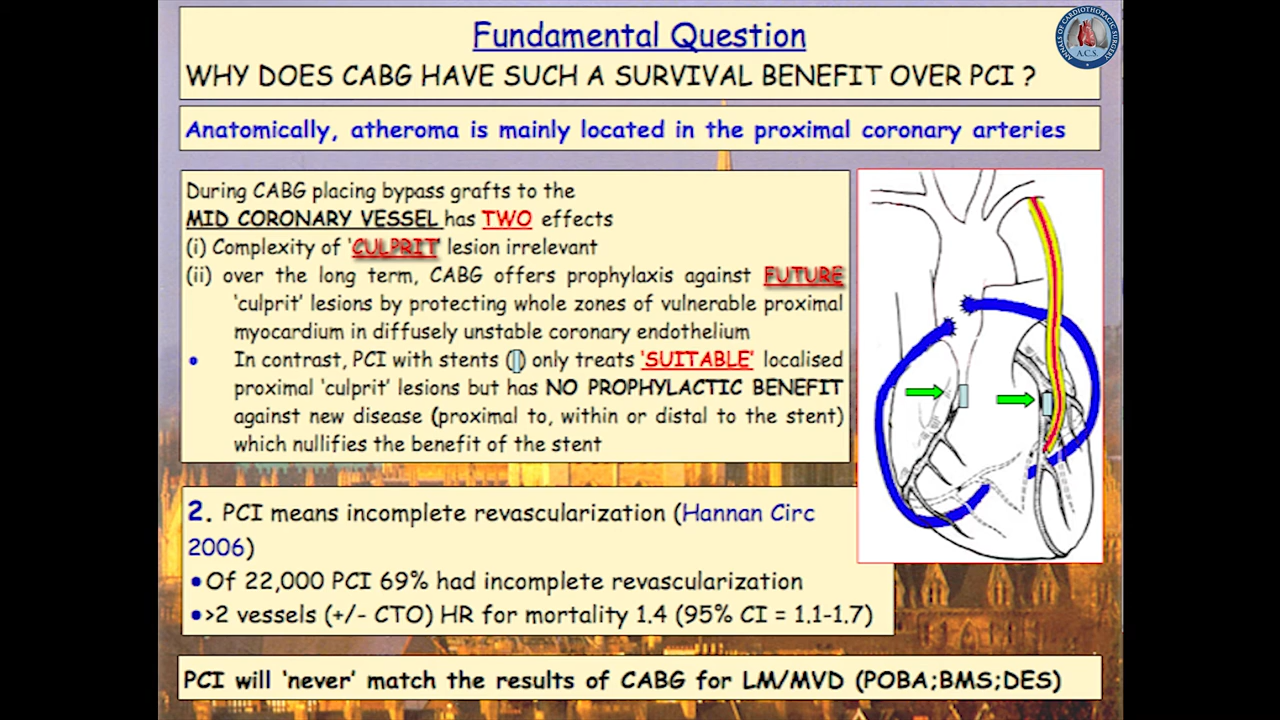 Fundamental Question
WHY DOES CABG HAVE SUCH A SURVIVAL BENEFIT OVER PCI ?
ANNALS OF CARDIOTHORACIC SURGERY
A.C.S.
Anatomically, atheroma is mainly located in the proximal coronary arteries
During CABG placing bypass grafts to the
MID CORONARY VESSEL has TWO effects
(i) Complexity of 'CULPRIT' lesion irrelevant
(ii) over the long term, CABG offers prophylaxis against FUTURE
'culprit' lesions by protecting whole zones of vulnerable proximal
myocardium in diffusely unstable coronary endothelium
• In contrast, PCI with stents ( ) only treats 'SUITABLE' localised
proximal 'culprit' lesions but has NO PROPHYLACTIC BENEFIT
against new disease (proximal to, within or distal to the stent)
which nullifies the benefit of the stent
2. PCI means incomplete revascularization (Hannan Circ
2006)
•Of 22,000 PCI 69% had incomplete revascularization
•>2 vessels (+/- CTO) HR for mortality 1.4 (95% CI = 1.1-1.7)
PCI will 'never' match the results of CABG for LM/MVD (POBA;BMS;DES)